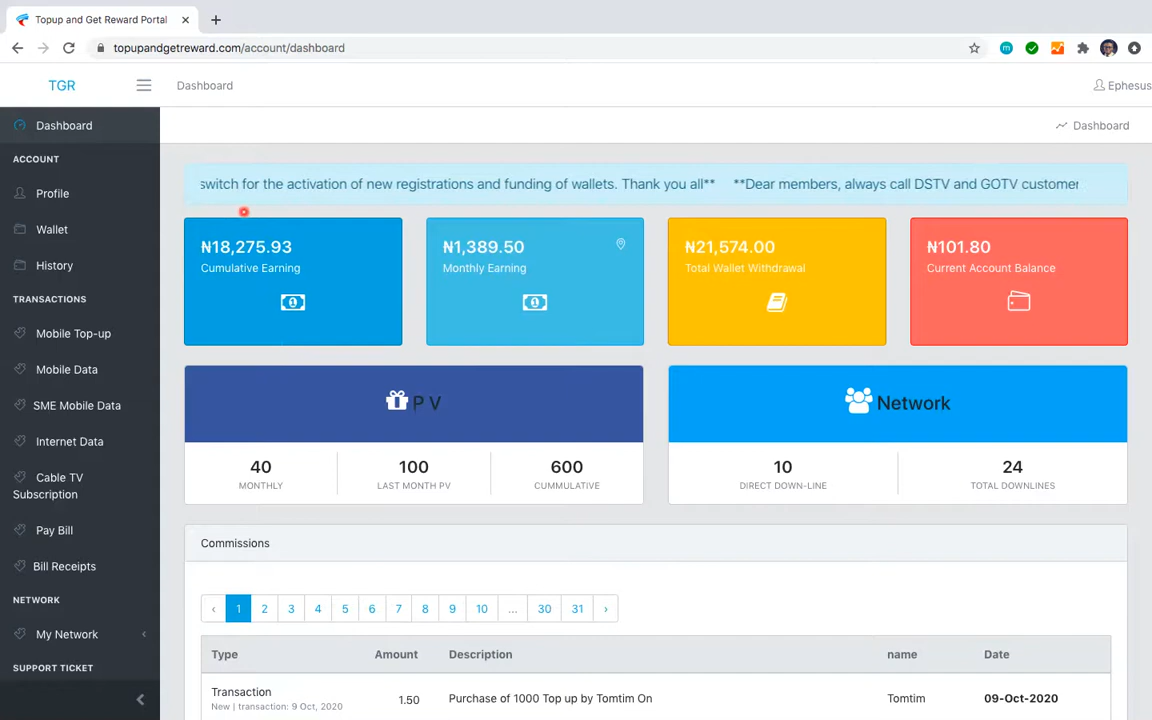 Topup and Get Reward Portal
topupandgetreward.com/account/dashboard
TGR
Dashboard
Ephesus
Dashboard
Dashboard
ACCOUNT
Profile
Wallet
History
TRANSACTIONS
Mobile Top-up
Mobile Data
SME Mobile Data
Internet Data
Cable TV
Subscription
Pay Bill
Bill Receipts
NETWORK
My Network
SUPPORT TICKET
switch for the activation of new registrations and funding of wallets. Thank you all** **Dear members, always call DSTV and GOTV customer
₦18,275.93
Cumulative Earning
₦1,389.50
Monthly Earning
₦21,574.00
Total Wallet Withdrawal
₦101.80
Current Account Balance
P V
40
MONTHLY
100
LAST MONTH PV
600
CUMMULATIVE
Network
10
DIRECT DOWN-LINE
24
TOTAL DOWNLINES
Commissions
‹ 1 2 3 4 5 6 7 8 9 10 ... 30 31 ›
Type Amount Description name Date
Transaction
New | transaction: 9 Oct, 2020
1.50 Purchase of 1000 Top up by Tomtim On Tomtim 09-Oct-2020